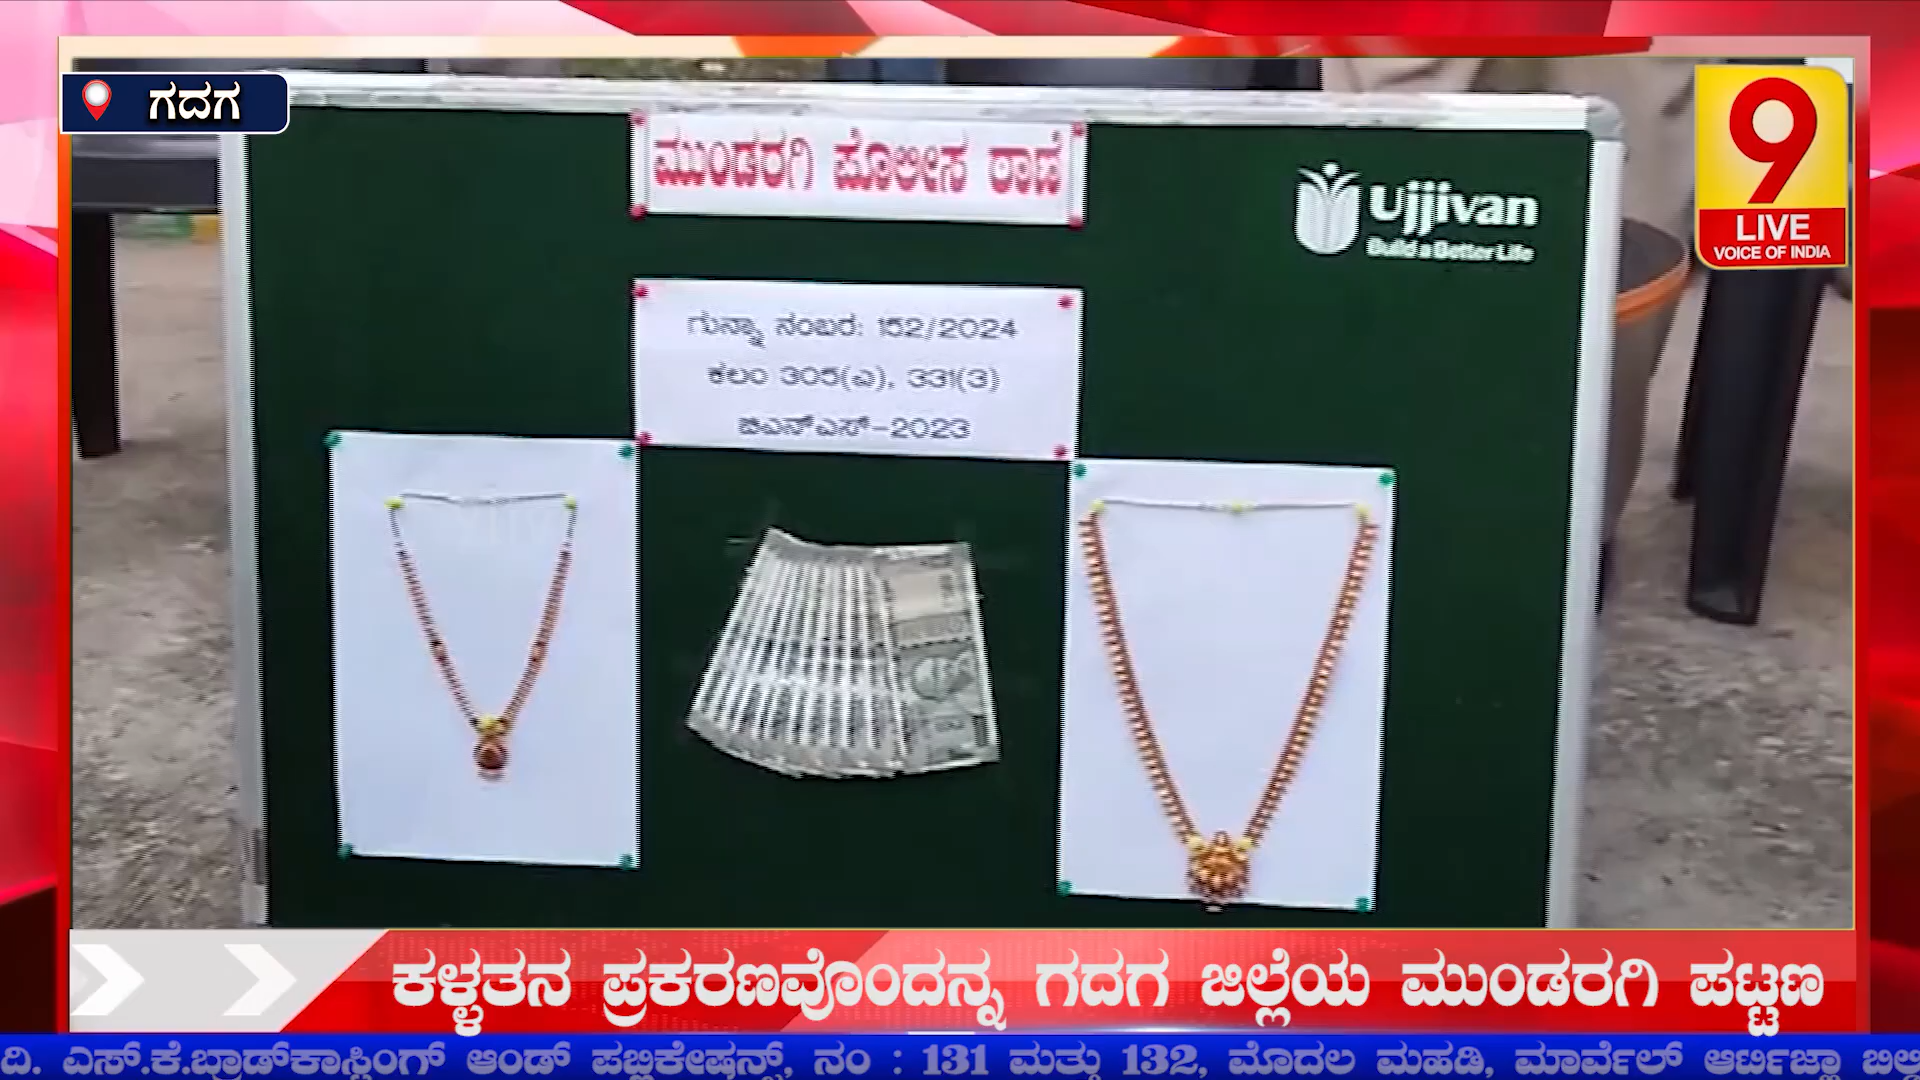 ಗದಗ
9
LIVE
VOICE OF INDIA
ಮುಂಡರಗಿ ಪೊಲೀಸ ಠಾಣೆ
ujjivan
Build a Better Life
ಗುನ್ನಾ ನಂಬರ: 152/2024
ಕಲಂ 305(ಎ), 331(3)
ಬಿಎನ್ಎಸ್-2023
ಕಳ್ಳತನ ಪ್ರಕರಣವೊಂದನ್ನ ಗದಗ ಜಿಲ್ಲೆಯ ಮುಂಡರಗಿ ಪಟ್ಟಣ
ದಿ. ಎಸ್.ಕೆ.ಬ್ರಾಡ್‌ಕಾಸ್ಟಿಂಗ್ ಆಂಡ್ ಪಬ್ಲಿಕೇಷನ್ಸ್, ನಂ : 131 ಮತ್ತು 132, ಮೊದಲ ಮಹಡಿ, ಮಾರ್ವೆಲ್ ಆರ್ಟಿಜ್ಲಾ